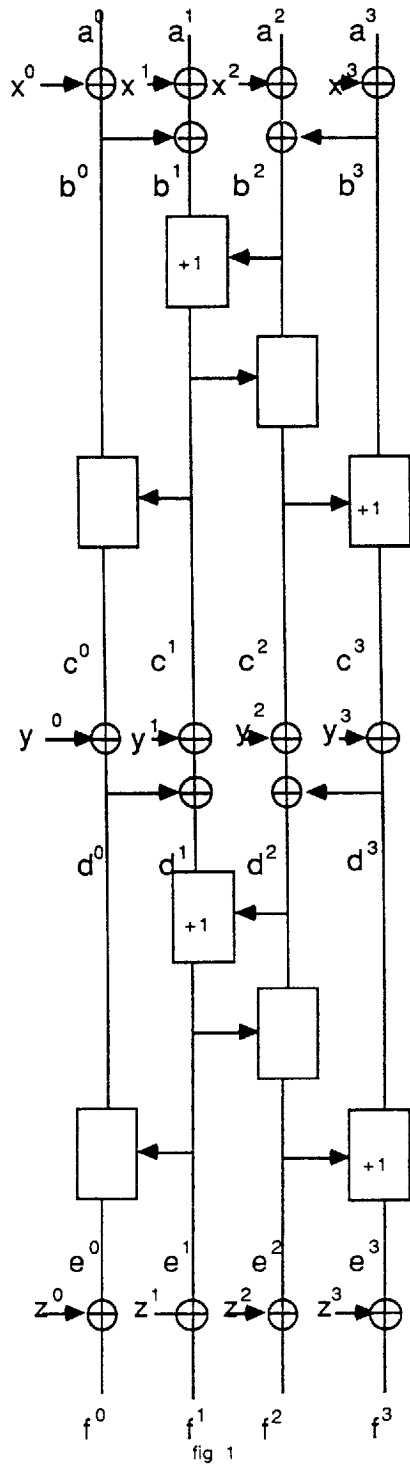 a⁰ a¹ a² a³
x⁰ x¹ x² x³
b⁰ b¹ b² b³
+1
+1
c⁰ c¹ c² c³
y⁰ y¹ y² y³
d⁰ d¹ d² d³
+1
+1
e⁰ e¹ e² e³
z⁰ z¹ z² z³
f⁰ f¹ f² f³
fig 1